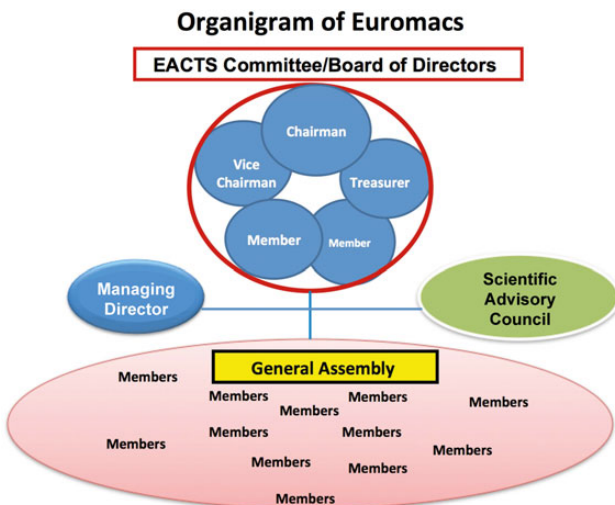 Organigram of Euromacs
EACTS Committee/Board of Directors
Chairman
Vice
Chairman
Treasurer
Member
Member
Managing
Director
Scientific
Advisory
Council
General Assembly
Members
Members
Members
Members
Members
Members
Members
Members
Members
Members
Members
Members